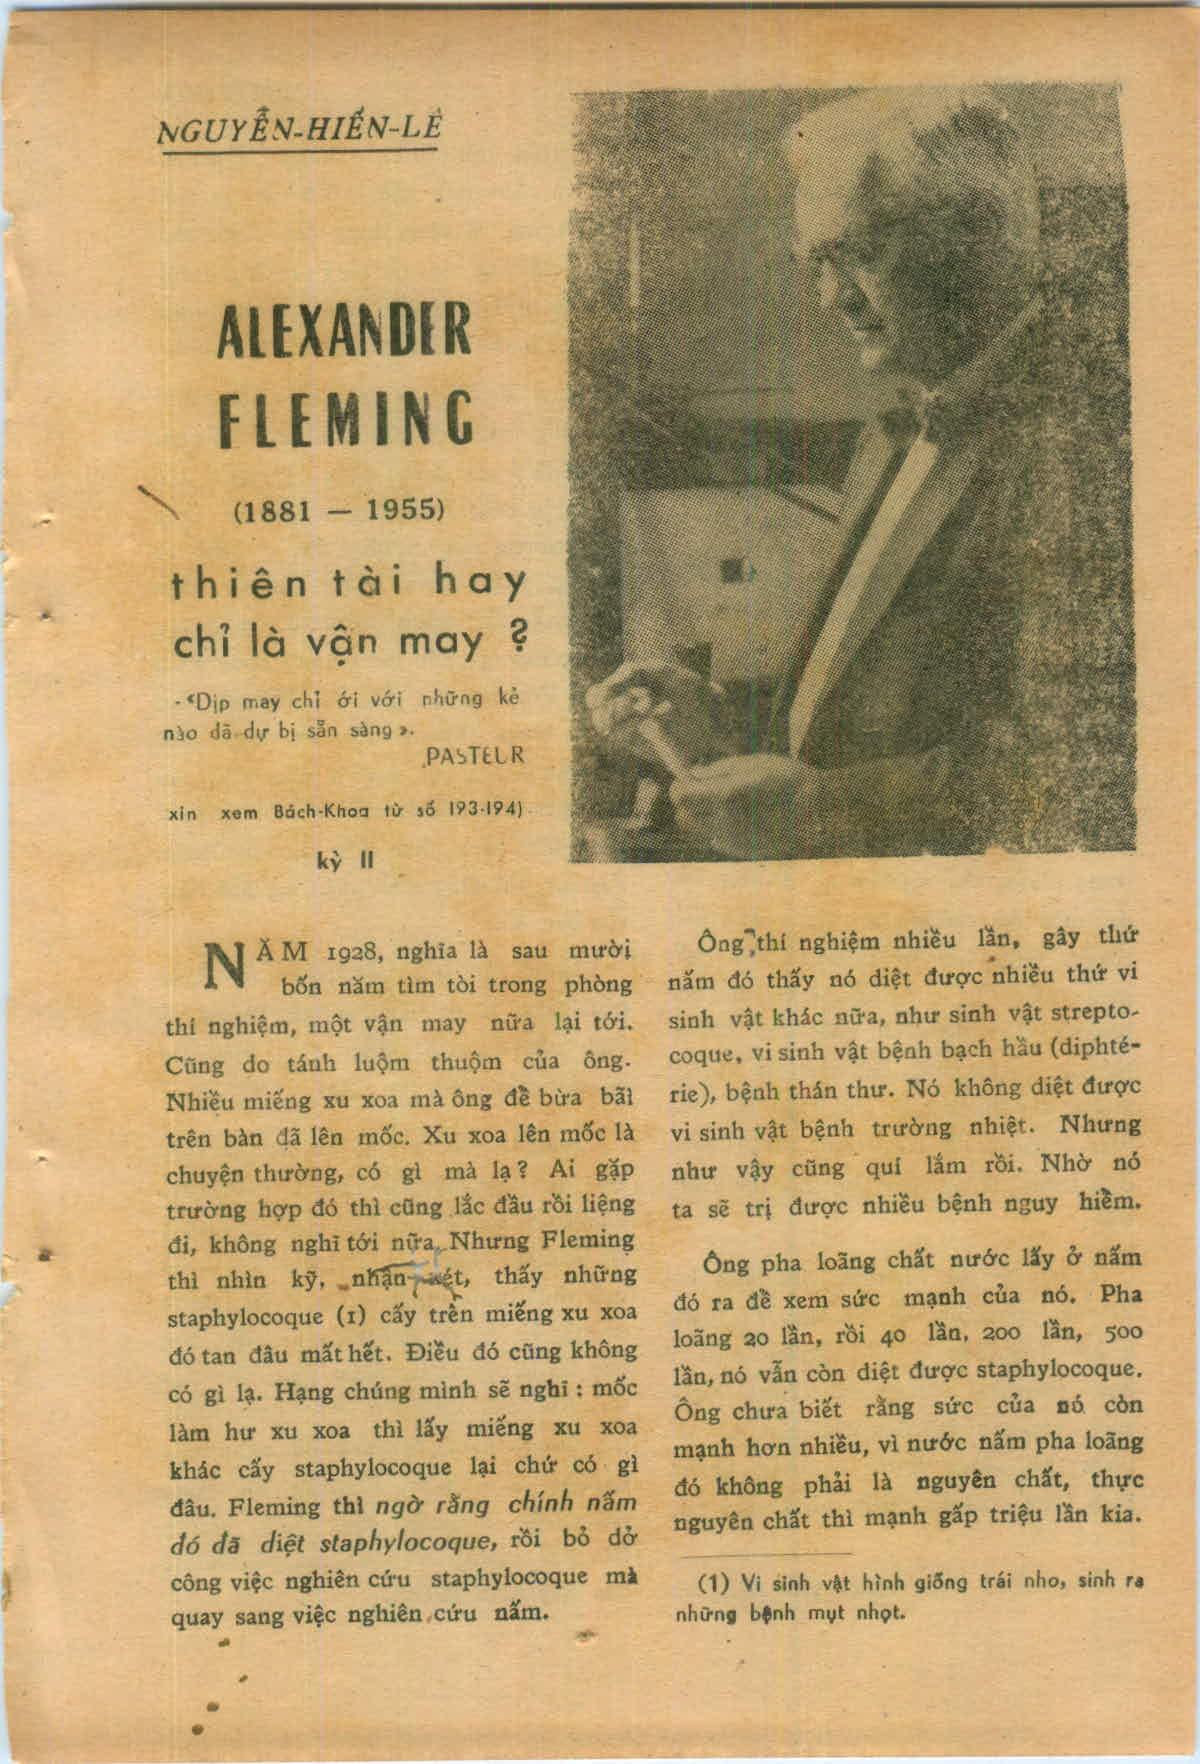 NGUYỄN-HIẾN-LÊ
ALEXANDER
FLEMING
(1881 — 1955)
thiên tài hay
chỉ là vận may ?
-«Dịp may chỉ ới với những kẻ
nào đã dự bị sẵn sàng».
PASTEUR
xin xem Bách-Khoa từ số 193-194)
kỳ II
NĂM 1928, nghĩa là sau mười
bốn năm tìm tòi trong phòng
thí nghiệm, một vận may nữa lại tới.
Cũng do tánh luộm thuộm của ông.
Nhiều miếng xu xoa mà ông để bừa bãi
trên bàn đã lên mốc. Xu xoa lên mốc là
chuyện thường, có gì mà lạ? Ai gặp
trường hợp đó thì cũng lắc đầu rồi liệng
đi, không nghĩ tới nữa. Nhưng Fleming
thì nhìn kỹ, nhận xét, thấy những
staphylocoque (1) cấy trên miếng xu xoa
đó tan đâu mất hết. Điều đó cũng không
có gì lạ. Hạng chúng mình sẽ nghĩ : mốc
làm hư xu xoa thì lấy miếng xu xoa
khác cấy staphylocoque lại chứ có gì
đâu. Fleming thì ngờ rằng chính nấm
đó đã diệt staphylocoque, rồi bỏ dở
công việc nghiên cứu staphylocoque mà
quay sang việc nghiên cứu nấm.
Ông thí nghiệm nhiều lần, gây thứ
nấm đó thấy nó diệt được nhiều thứ vi
sinh vật khác nữa, như sinh vật strepto-
coque, vi sinh vật bệnh bạch hầu (diphté-
rie), bệnh thán thư. Nó không diệt được
vi sinh vật bệnh trường nhiệt. Nhưng
như vậy cũng quí lắm rồi. Nhờ nó
ta sẽ trị được nhiều bệnh nguy hiểm.
Ông pha loãng chất nước lấy ở nấm
đó ra để xem sức mạnh của nó. Pha
loãng 20 lần, rồi 40 lần, 200 lần, 500
lần, nó vẫn còn diệt được staphylocoque.
Ông chưa biết rằng sức của nó còn
mạnh hơn nhiều, vì nước nấm pha loãng
đó không phải là nguyên chất, thực
nguyên chất thì mạnh gấp triệu lần kia.
(1) Vi sinh vật hình giống trái nho, sinh ra
những bệnh mụt nhọt.